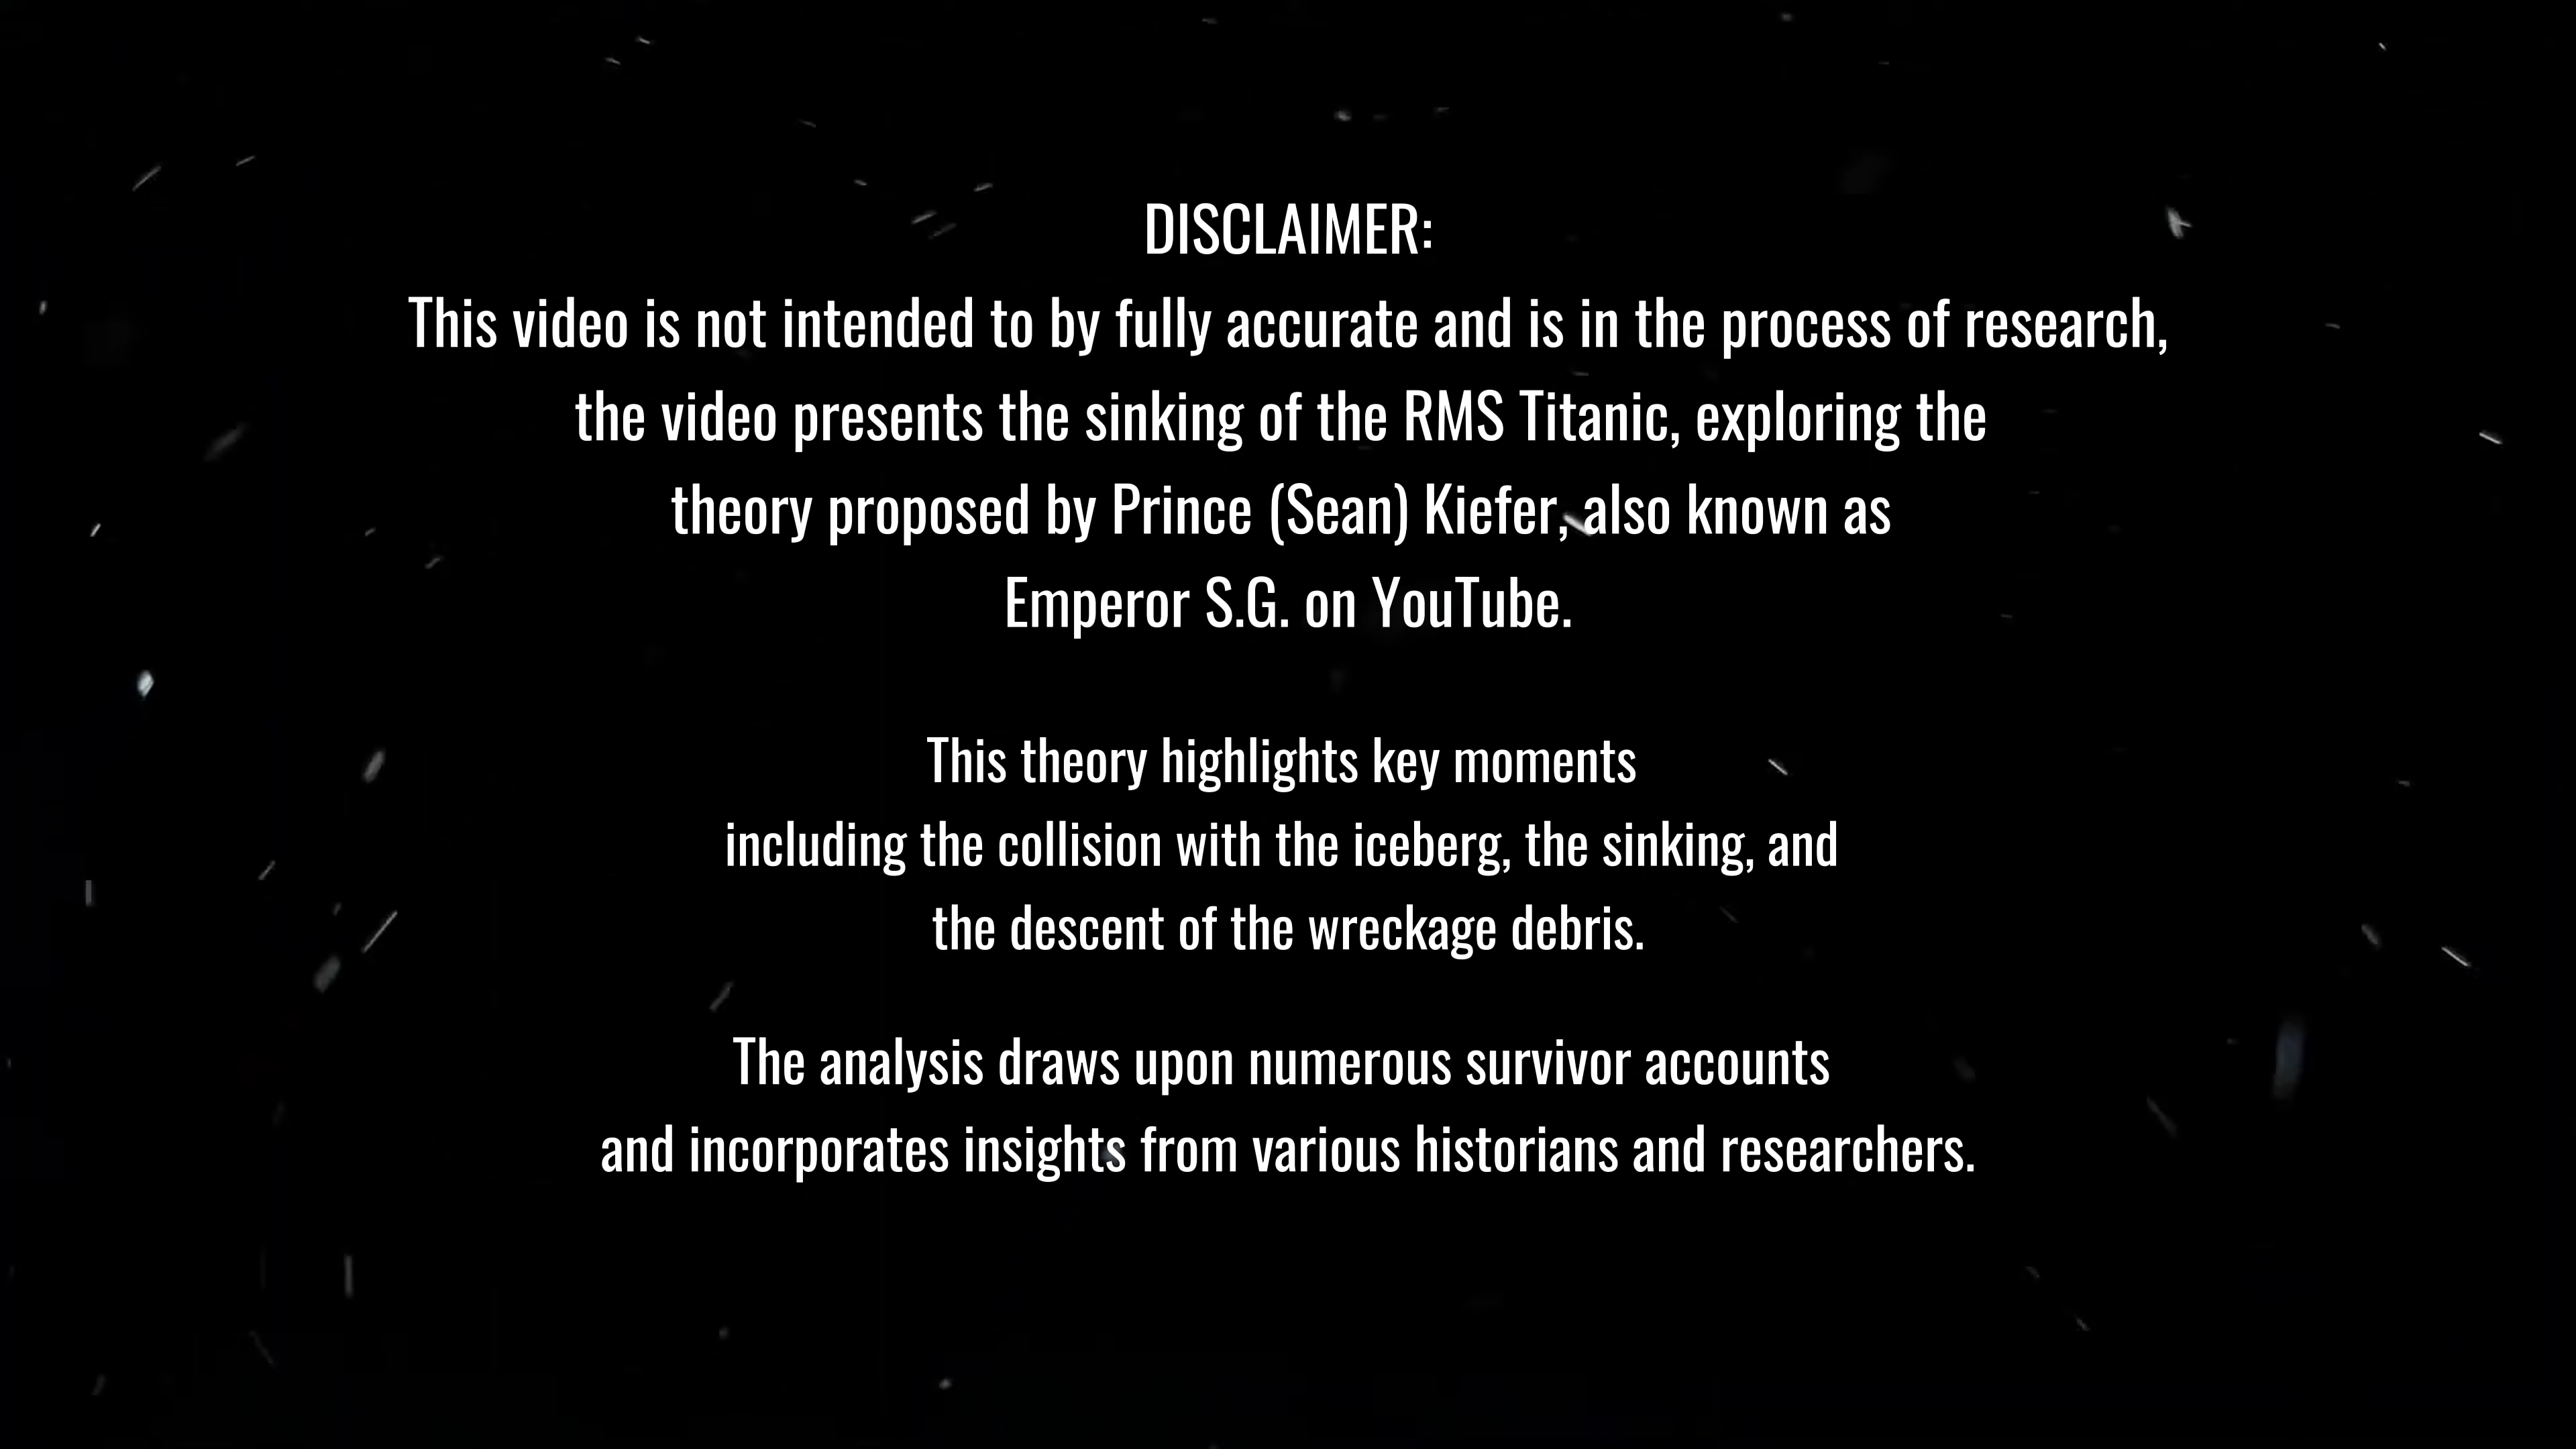 DISCLAIMER:
This video is not intended to by fully accurate and is in the process of research,
the video presents the sinking of the RMS Titanic, exploring the
theory proposed by Prince (Sean) Kiefer, also known as
Emperor S.G. on YouTube.
This theory highlights key moments
including the collision with the iceberg, the sinking, and
the descent of the wreckage debris.
The analysis draws upon numerous survivor accounts
and incorporates insights from various historians and researchers.